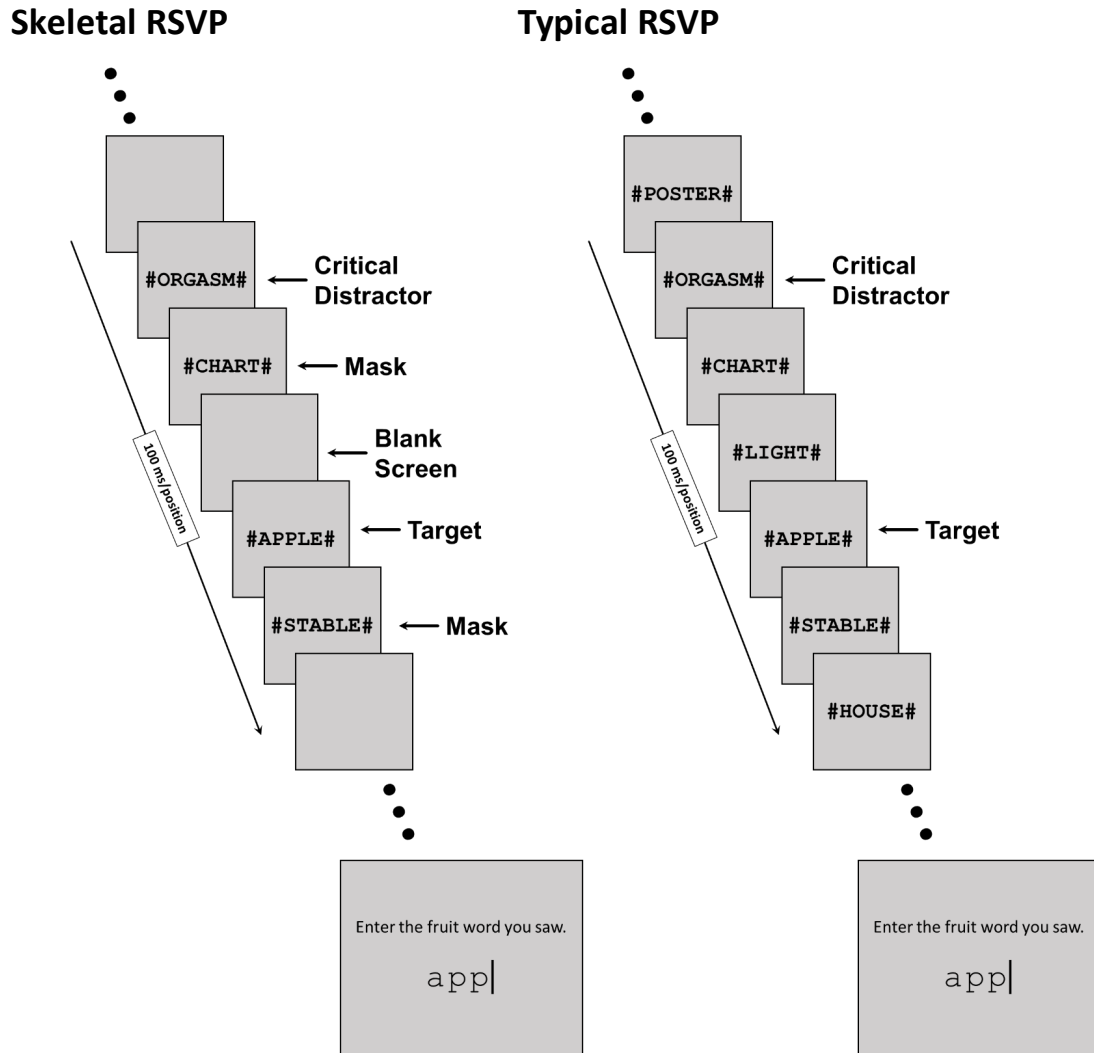 Skeletal RSVP
#ORGASM#
Critical
Distractor
#CHART#
Mask
Blank
Screen
100 ms/position
#APPLE#
Target
#STABLE#
Mask
Enter the fruit word you saw.
app
Typical RSVP
#POSTER#
#ORGASM#
Critical
Distractor
#CHART#
#LIGHT#
100 ms/position
#APPLE#
Target
#STABLE#
#HOUSE#
Enter the fruit word you saw.
app